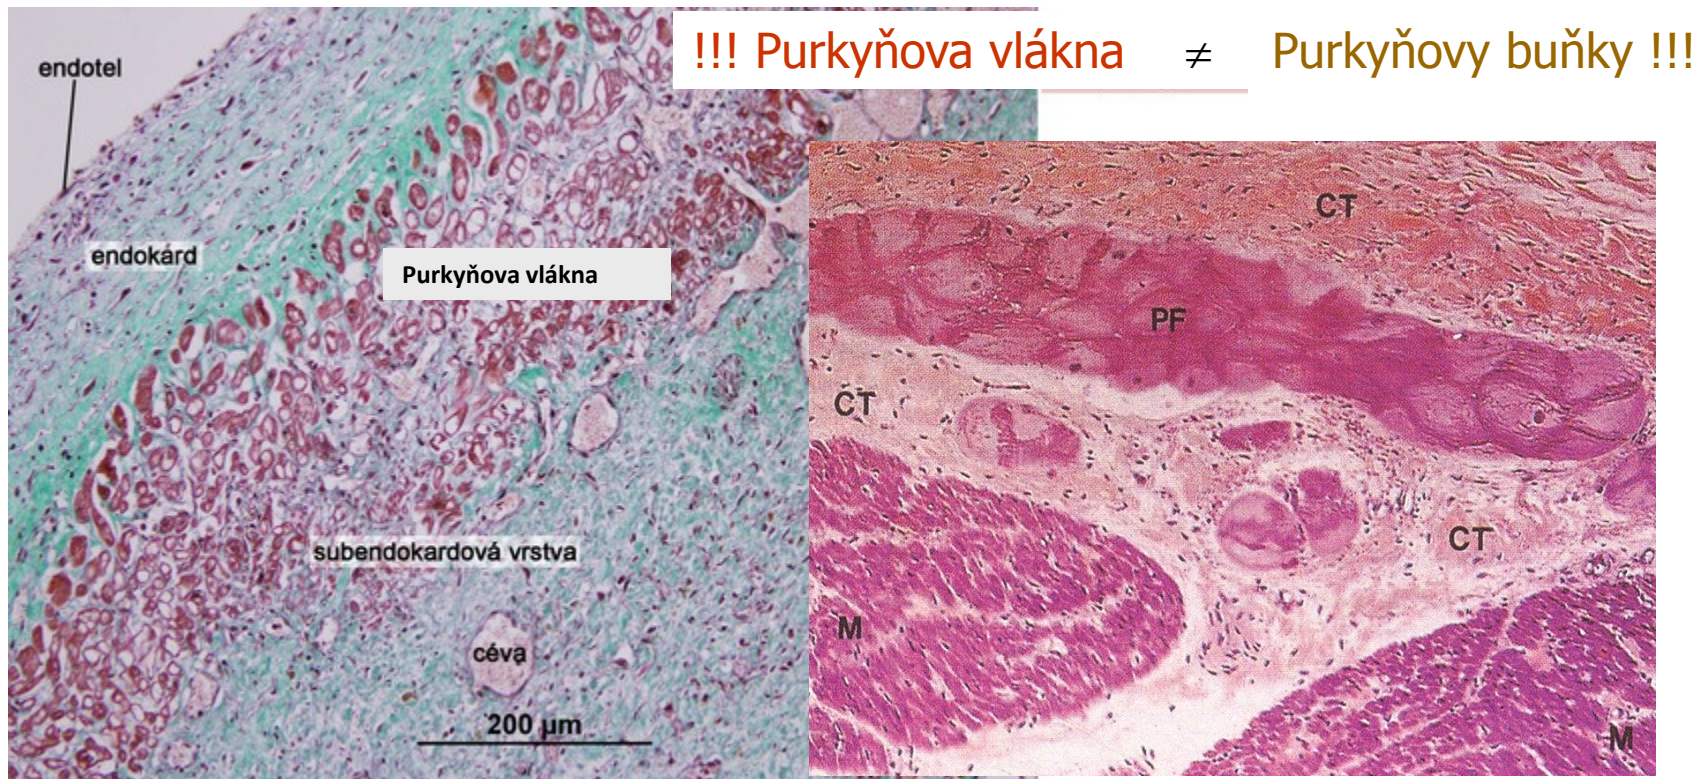 !!! Purkyňova vlákna ≠ Purkyňovy buňky !!!
endotel
endokárd
Purkyňova vlákna
subendokardová vrstva
céva
200 µm
CT
PF
CT
CT
M
M